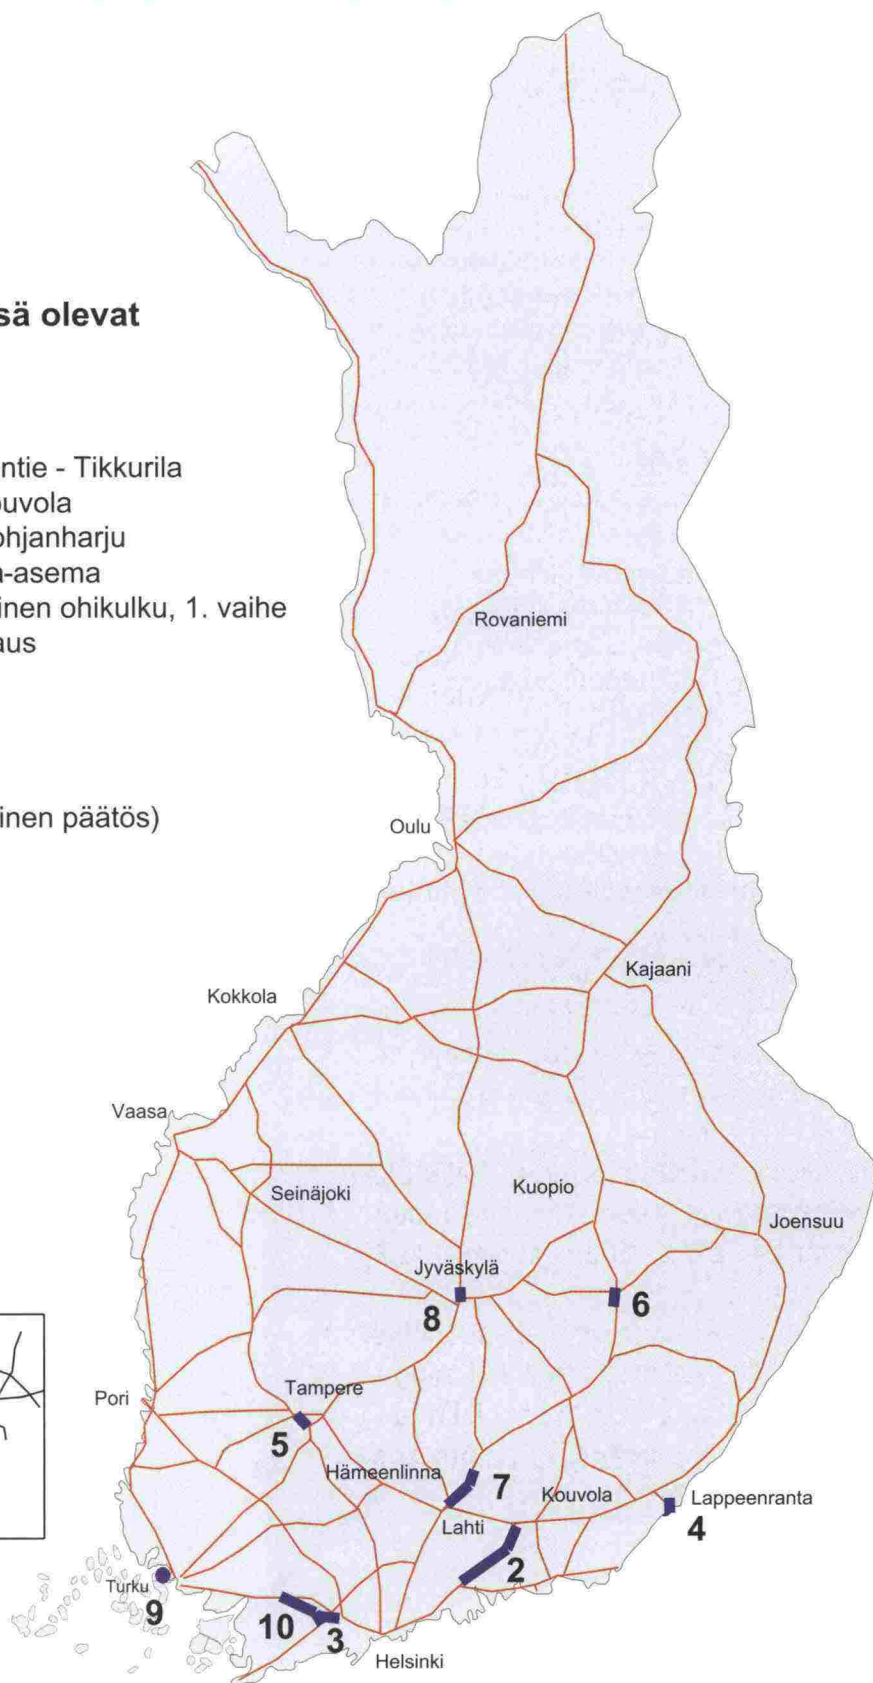 sä olevat
ntie - Tikkurila
ouvola
ohjanharju
a-asema
inen ohikulku, 1. vaihe
aus
inen päätös)
Rovaniemi
Oulu
Kajaani
Kokkola
Vaasa
Seinäjoki
Kuopio
Joensuu
Jyväskylä
8
6
Pori
Tampere
5
Hämeenlinna
7
Kouvola
Lappeenranta
Lahti
4
2
Turku
9
10
3
Helsinki